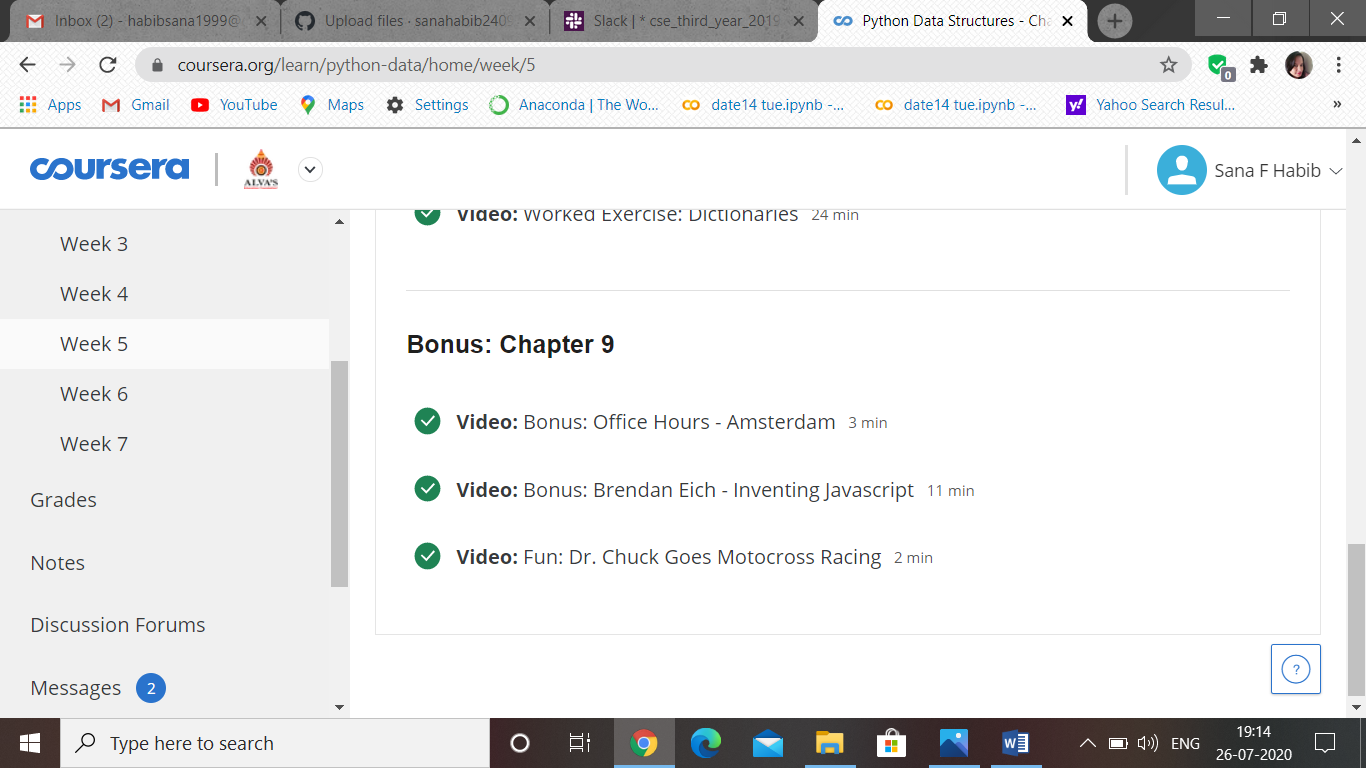 Inbox (2) - habibsana1999@
Upload files · sanahabib240
Slack | * cse_third_year_2019
Python Data Structures - Cha
coursera.org/learn/python-data/home/week/5
0
Apps
Gmail
YouTube
Maps
Settings
Anaconda | The Wo...
date14 tue.ipynb -...
date14 tue.ipynb -...
y!
Yahoo Search Resul...
»
coursera
ALVA'S
Sana F Habib
Week 3
Week 4
Week 5
Week 6
Week 7
Grades
Notes
Discussion Forums
Messages 2
Video: Worked Exercise: Dictionaries 24 min
Bonus: Chapter 9
Video: Bonus: Office Hours - Amsterdam 3 min
Video: Bonus: Brendan Eich - Inventing Javascript 11 min
Video: Fun: Dr. Chuck Goes Motocross Racing 2 min
?
Type here to search
W
ENG
19:14
26-07-2020